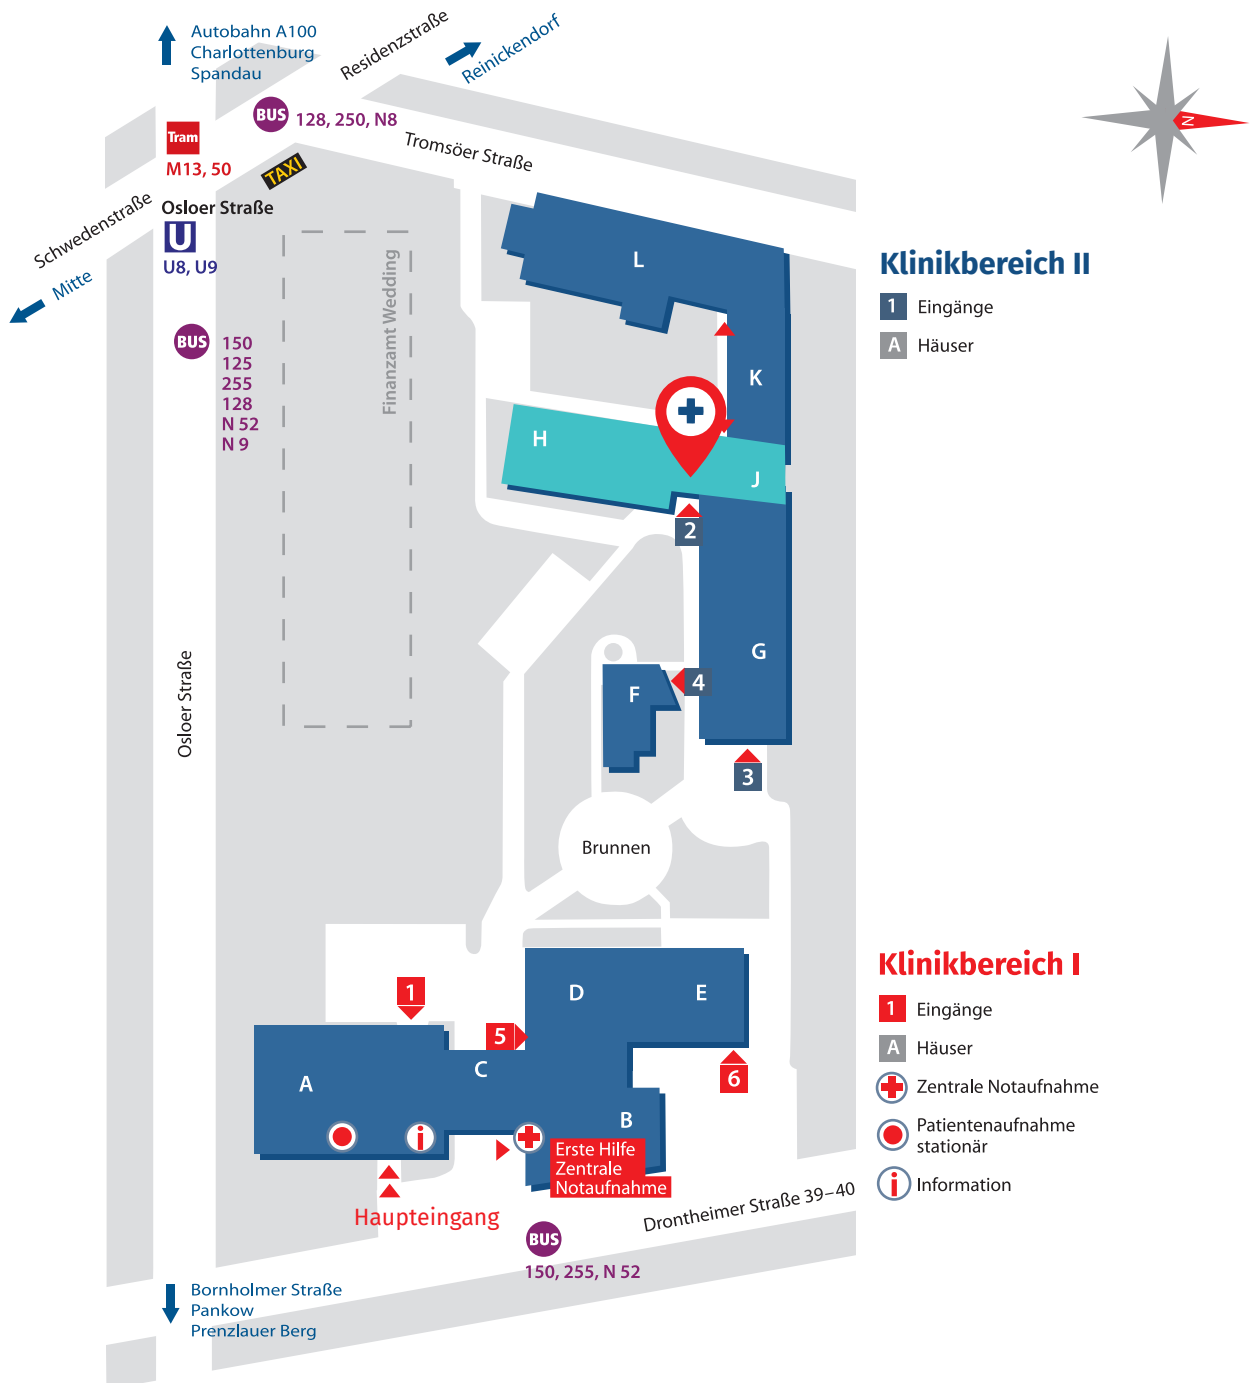 Autobahn A100
Charlottenburg
Spandau
Residenzstraße
Reinickendorf
BUS
128, 250, N8
Tram
M13, 50
TAXI
Tromsöer Straße
N
Schwedenstraße
Osloer Straße
U
U8, U9
Mitte
BUS
150
125
255
128
N 52
N 9
Finanzamt Wedding
L
K
H
J
2
G
F
4
3
Osloer Straße
Brunnen
Klinikbereich II
1 Eingänge
A Häuser
D
E
1
5
C
6
A
B
i
Erste Hilfe
Zentrale
Notaufnahme
Haupteingang
Drontheimer Straße 39–40
BUS
150, 255, N 52
Bornholmer Straße
Pankow
Prenzlauer Berg
Klinikbereich I
1 Eingänge
A Häuser
Zentrale Notaufnahme
Patientenaufnahme
stationär
i Information